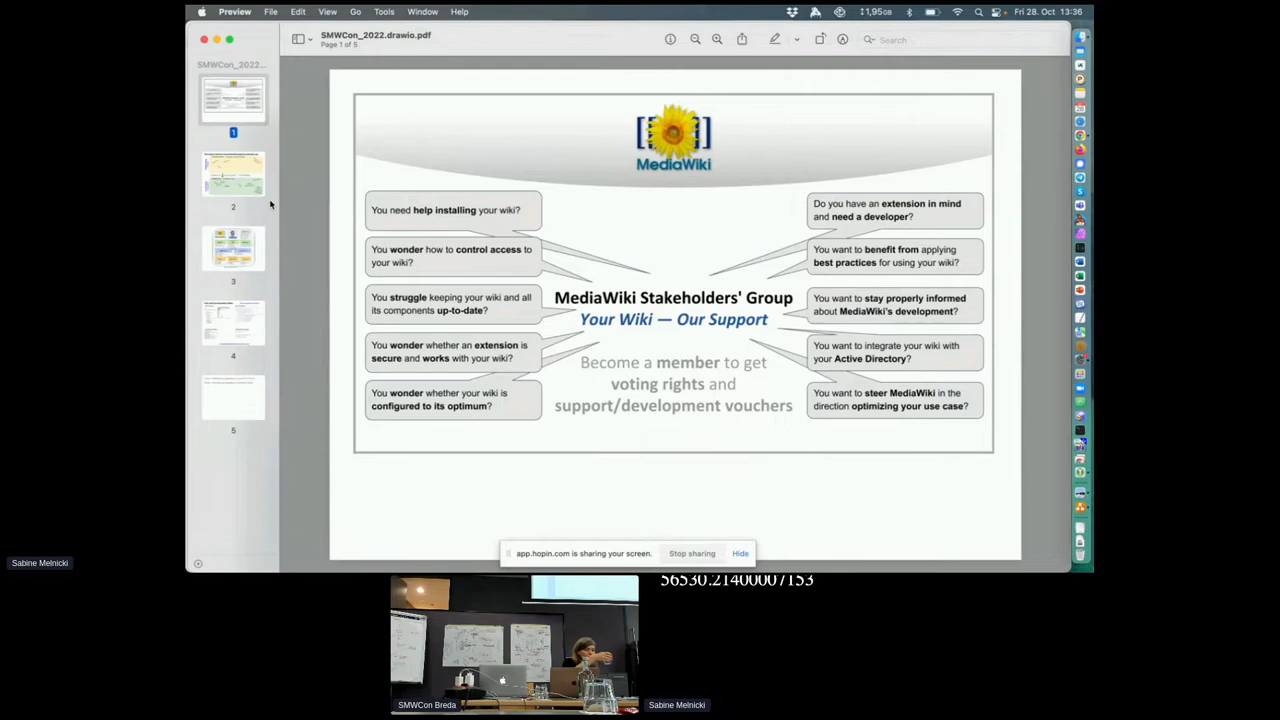 Preview File Edit View Go Tools Window Help
1,95GB
Fri 28. Oct 13:36
SMWCon_2022.drawio.pdf
Page 1 of 5
Search
SMWCon_2022...
1
2
3
4
5
MediaWiki
You need help installing your wiki?
You wonder how to control access to
your wiki?
You struggle keeping your wiki and all
its components up-to-date?
You wonder whether an extension is
secure and works with your wiki?
You wonder whether your wiki is
configured to its optimum?
MediaWiki Stakeholders' Group
Your Wiki — Our Support
Become a member to get
voting rights and
support/development vouchers
Do you have an extension in mind
and need a developer?
You want to benefit from applying
best practices for using your wiki?
You want to stay properly informed
about MediaWiki's development?
You want to integrate your wiki with
your Active Directory?
You want to steer MediaWiki in the
direction optimizing your use case?
app.hopin.com is sharing your screen. Stop sharing Hide
Sabine Melnicki
56530.21400007153
SMWCon Breda
Sabine Melnicki